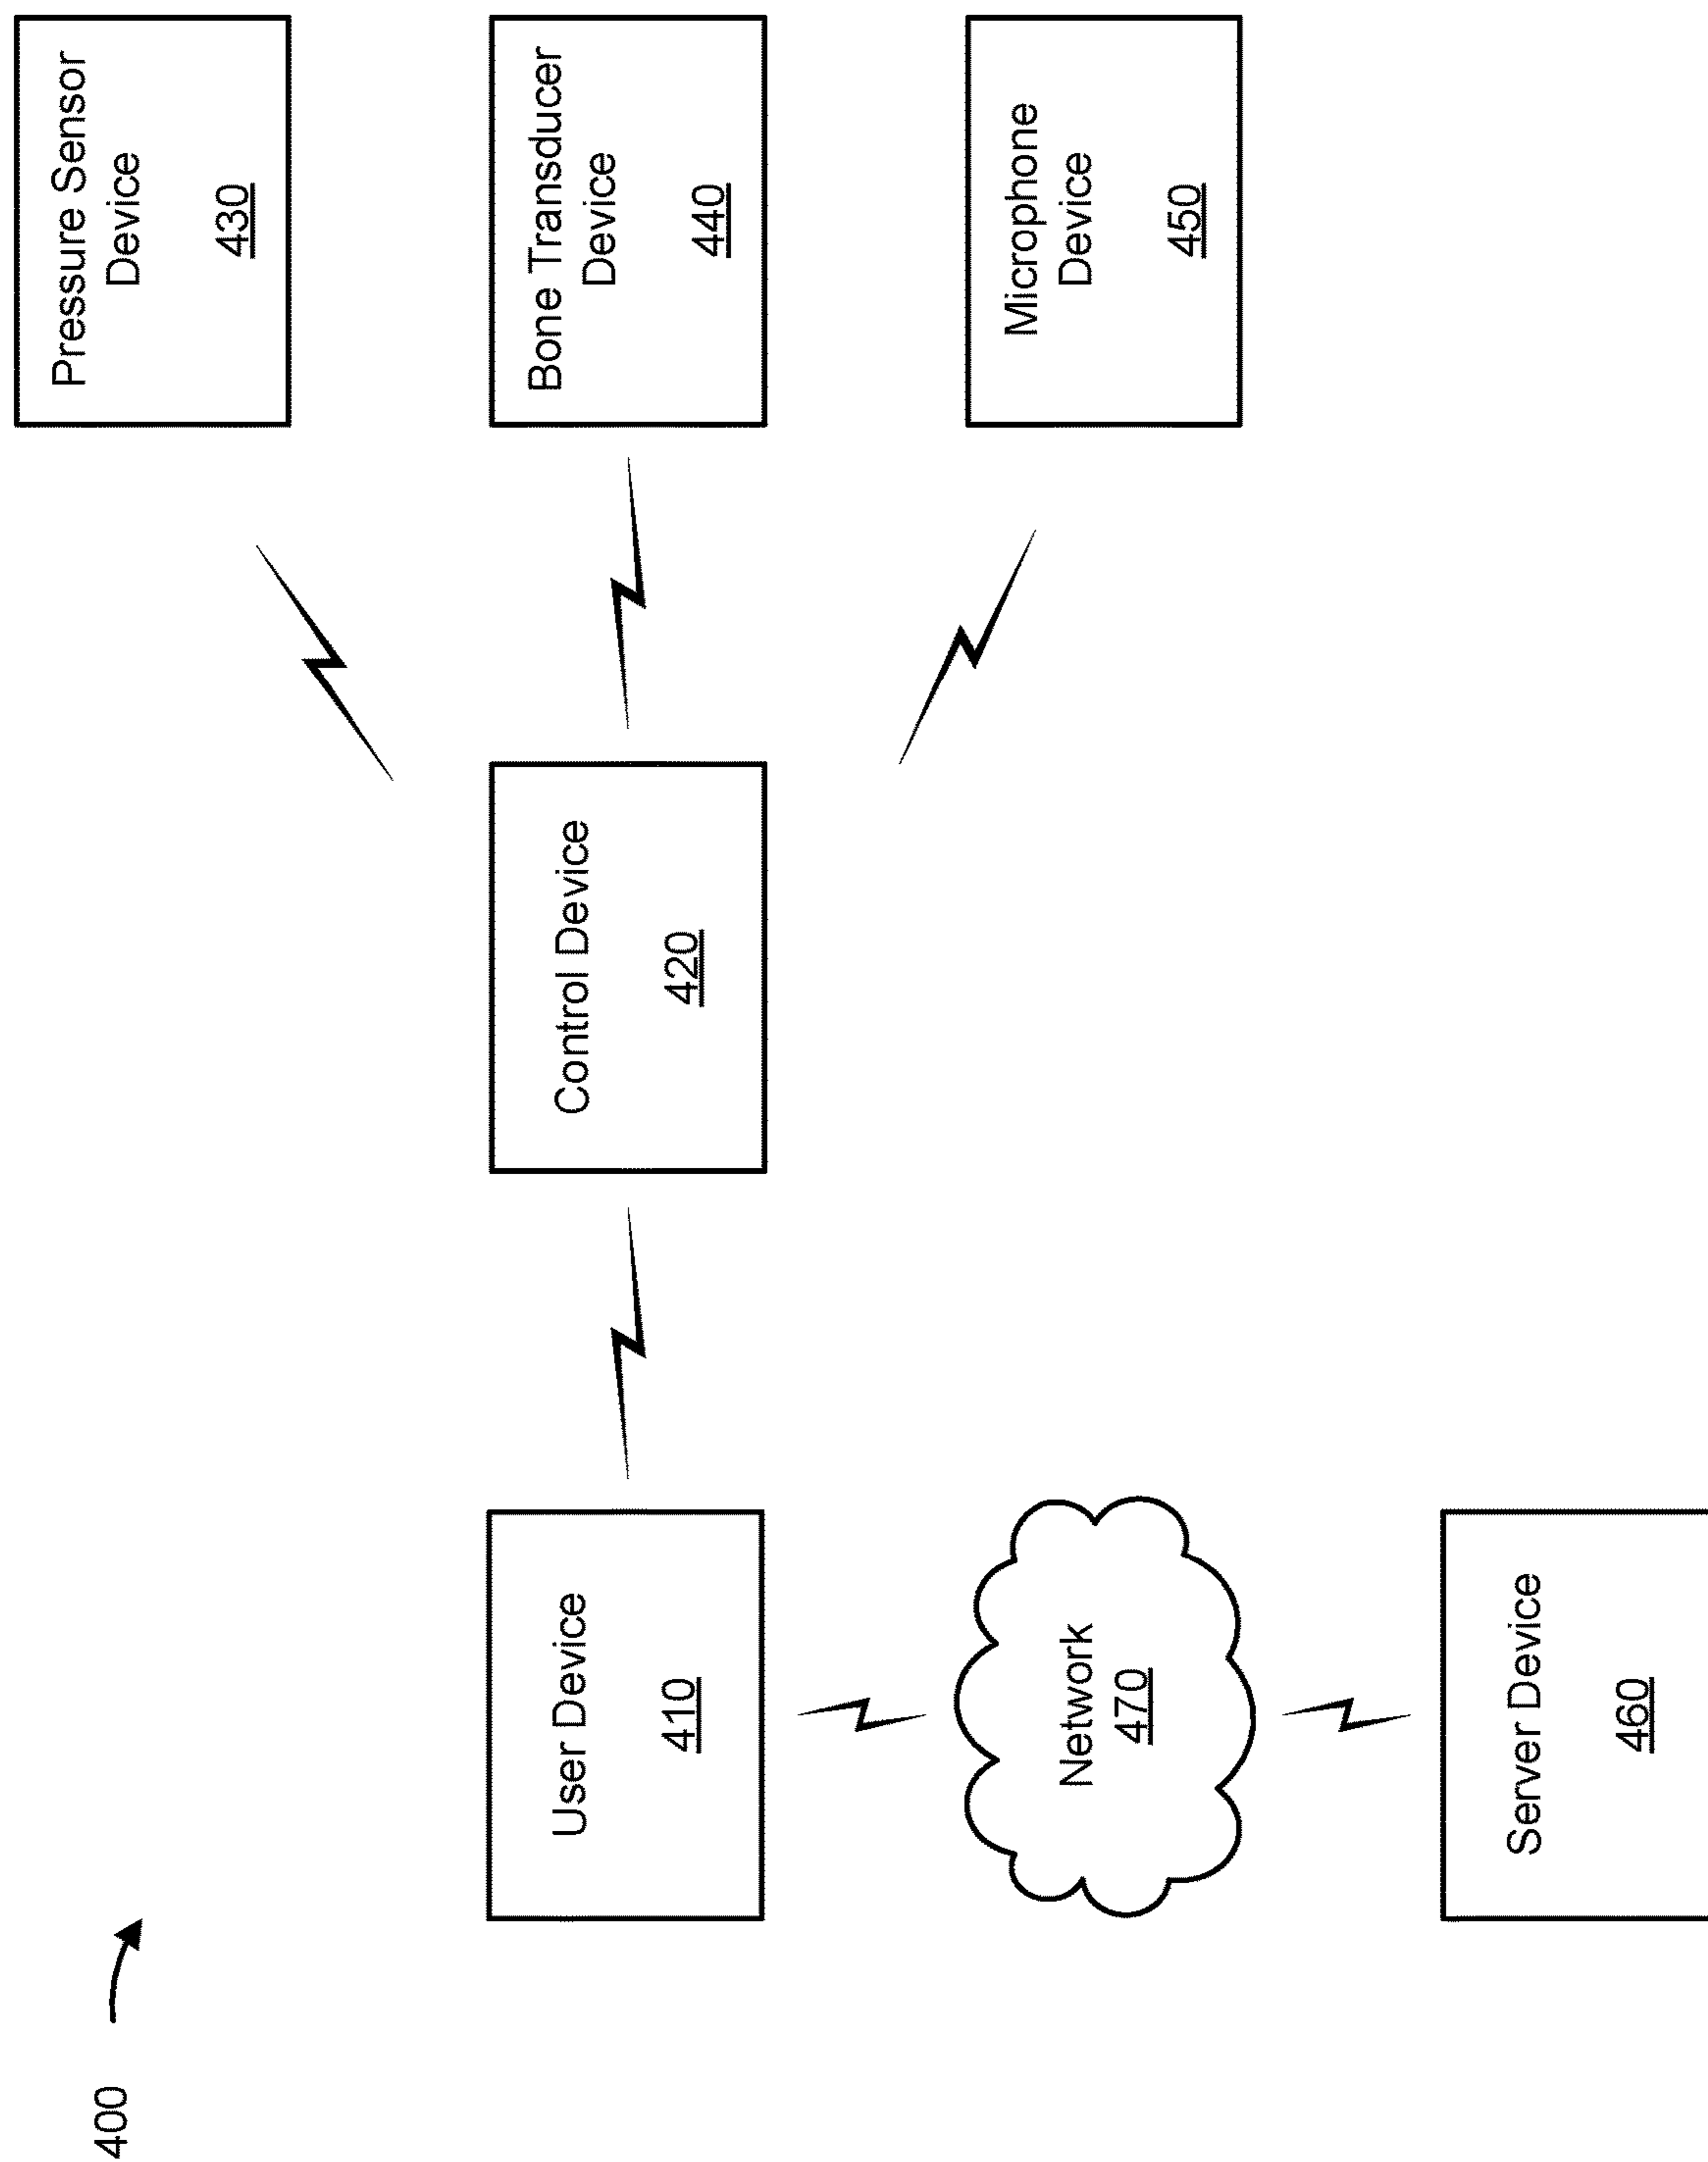 400
User Device
410
Control Device
420
Pressure Sensor
Device
430
Bone Transducer
Device
440
Microphone
Device
450
Network
470
Server Device
460